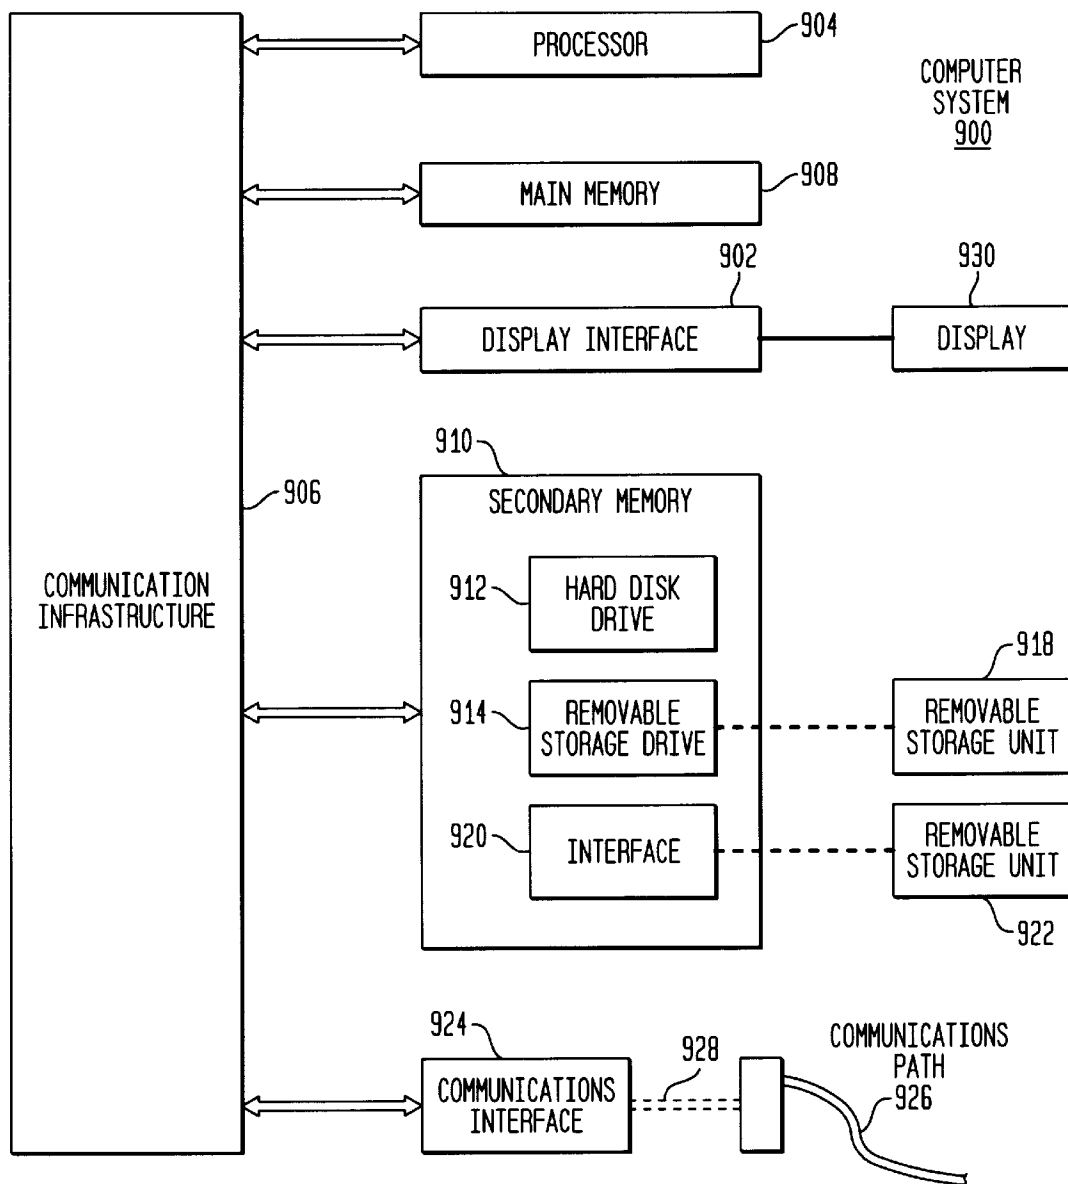 904
PROCESSOR
COMPUTER
SYSTEM
900
908
MAIN MEMORY
902
930
DISPLAY INTERFACE
DISPLAY
910
906
SECONDARY MEMORY
COMMUNICATION
INFRASTRUCTURE
912
HARD DISK
DRIVE
918
914
REMOVABLE
STORAGE DRIVE
REMOVABLE
STORAGE UNIT
920
INTERFACE
REMOVABLE
STORAGE UNIT
922
924
928
COMMUNICATIONS
PATH
926
COMMUNICATIONS
INTERFACE